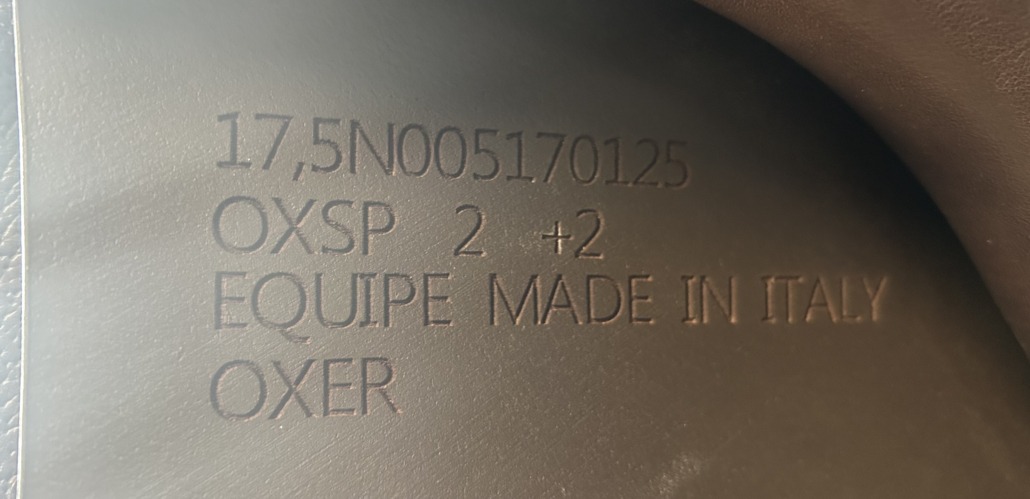 17,5N005170125
OXSP 2 +2
EQUIPE MADE IN ITALY
OXER